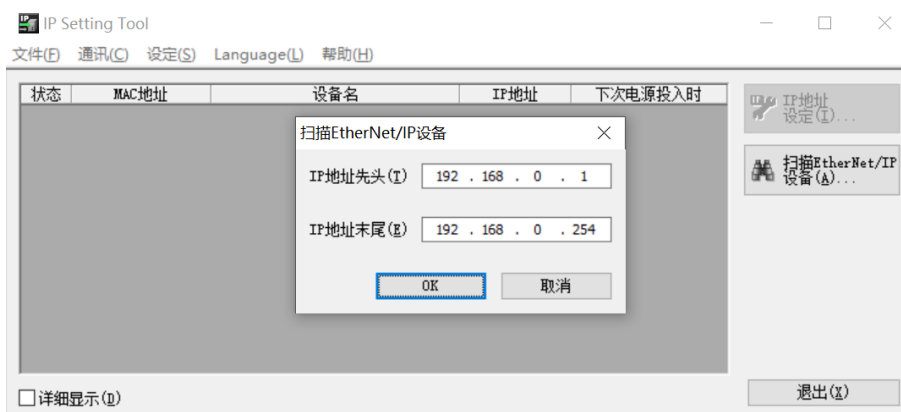 IP Setting Tool
文件(F) 通讯(C) 设定(S) Language(L) 帮助(H)
状态 MAC地址 设备名 IP地址 下次电源投入时
IP地址
设定(I)...
扫描EtherNet/IP设备
扫描EtherNet/IP
设备(A)...
IP地址先头(I) 192 . 168 . 0 . 1
IP地址末尾(E) 192 . 168 . 0 . 254
OK 取消
详细显示(D)
退出(X)